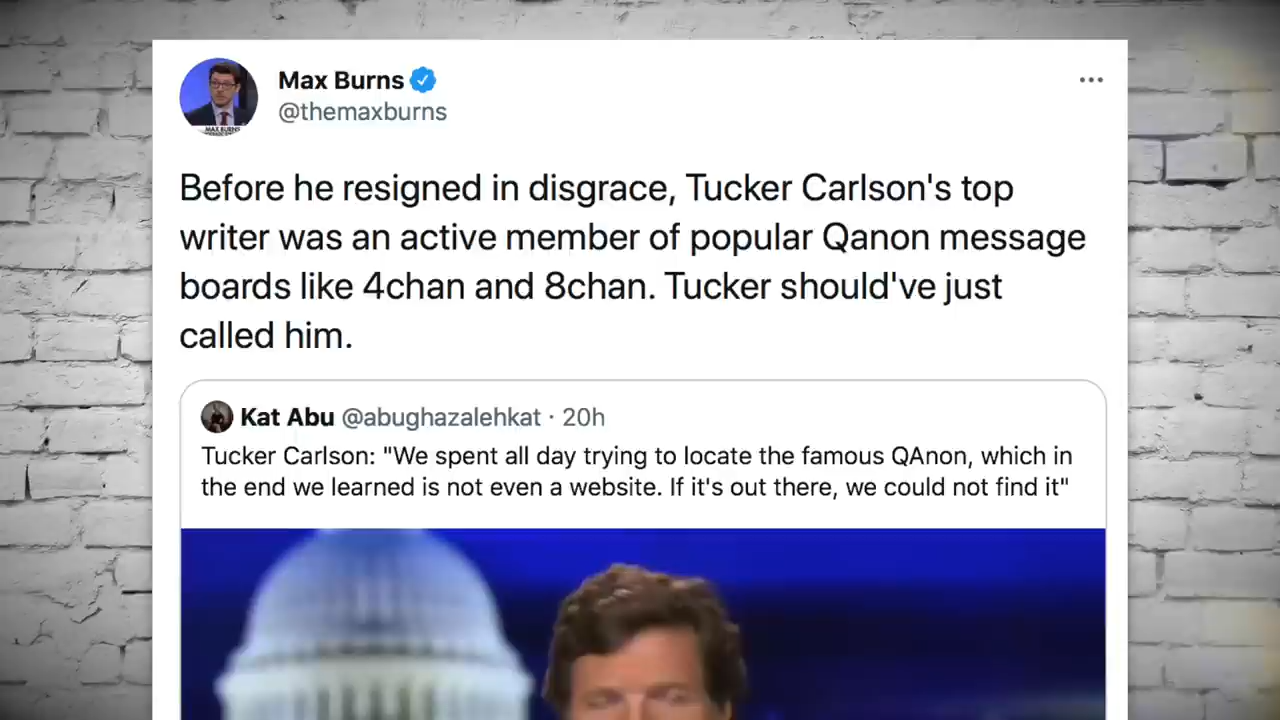 Max Burns
@themaxburns
MAX BURNS
Before he resigned in disgrace, Tucker Carlson's top
writer was an active member of popular Qanon message
boards like 4chan and 8chan. Tucker should've just
called him.
Kat Abu @abughazalehkat · 20h
Tucker Carlson: "We spent all day trying to locate the famous QAnon, which in
the end we learned is not even a website. If it's out there, we could not find it"